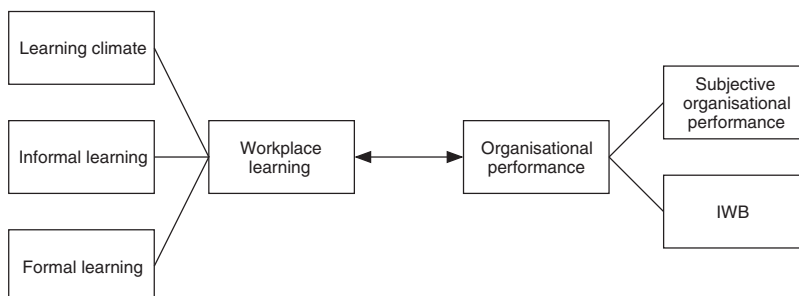 Learning climate
Informal learning
Formal learning
Workplace
learning
Organisational
performance
Subjective
organisational
performance
IWB